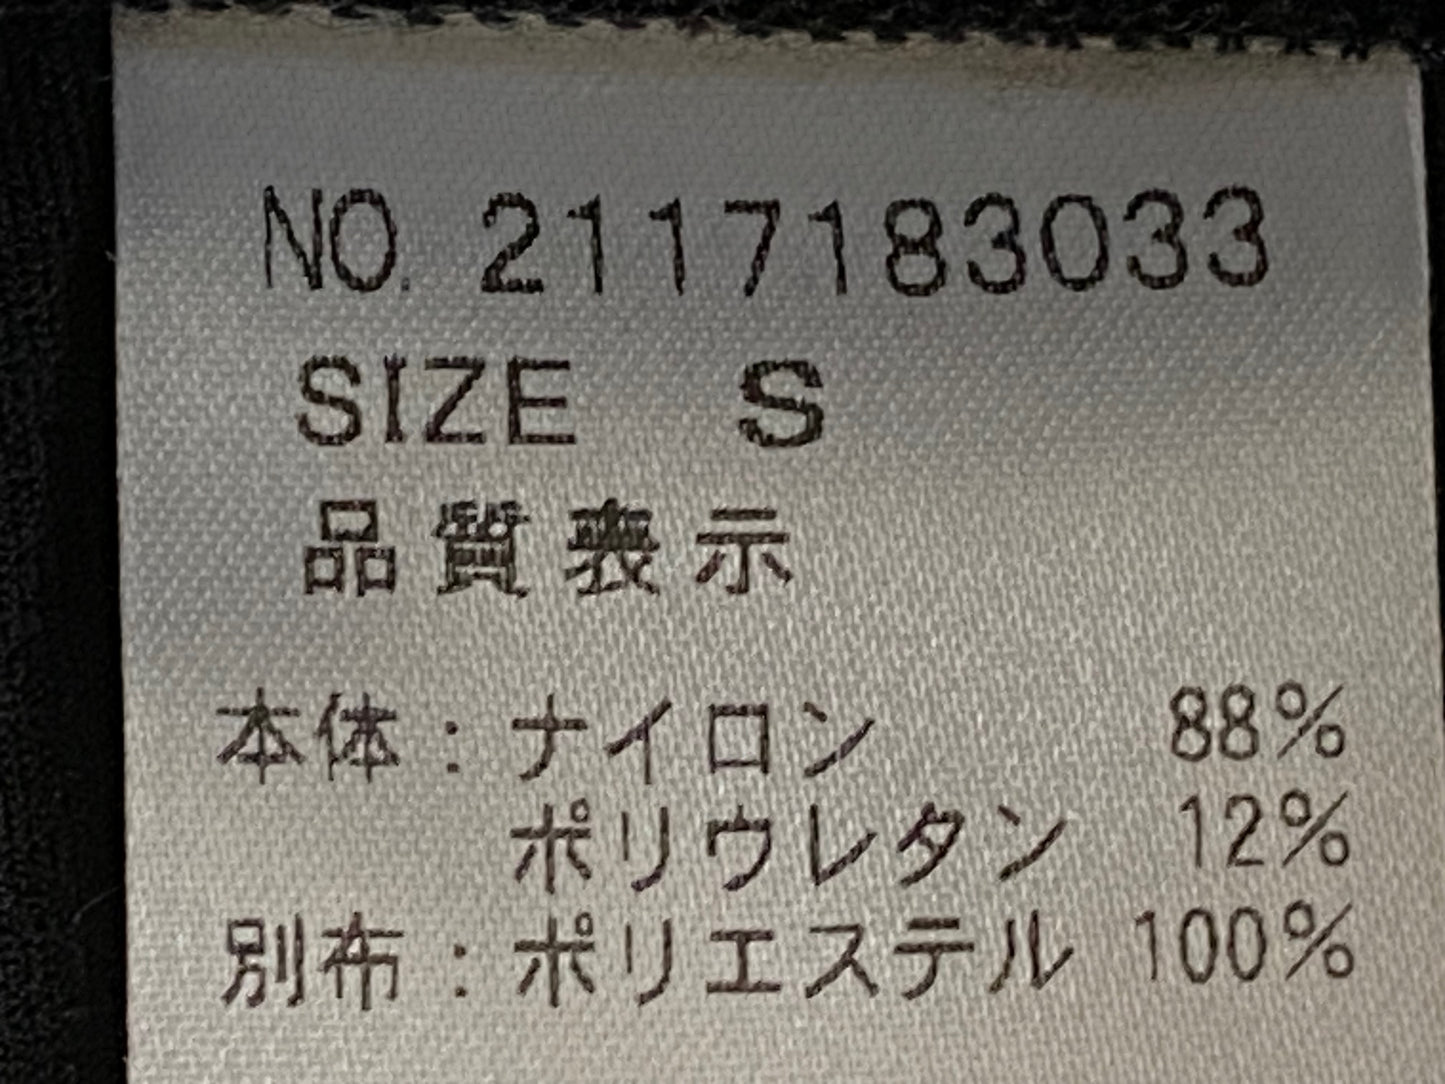 NO. 2117183033
SIZE S
品質表示
本体：ナイロン 88%
ポリウレタン 12%
別布：ポリエステル 100%